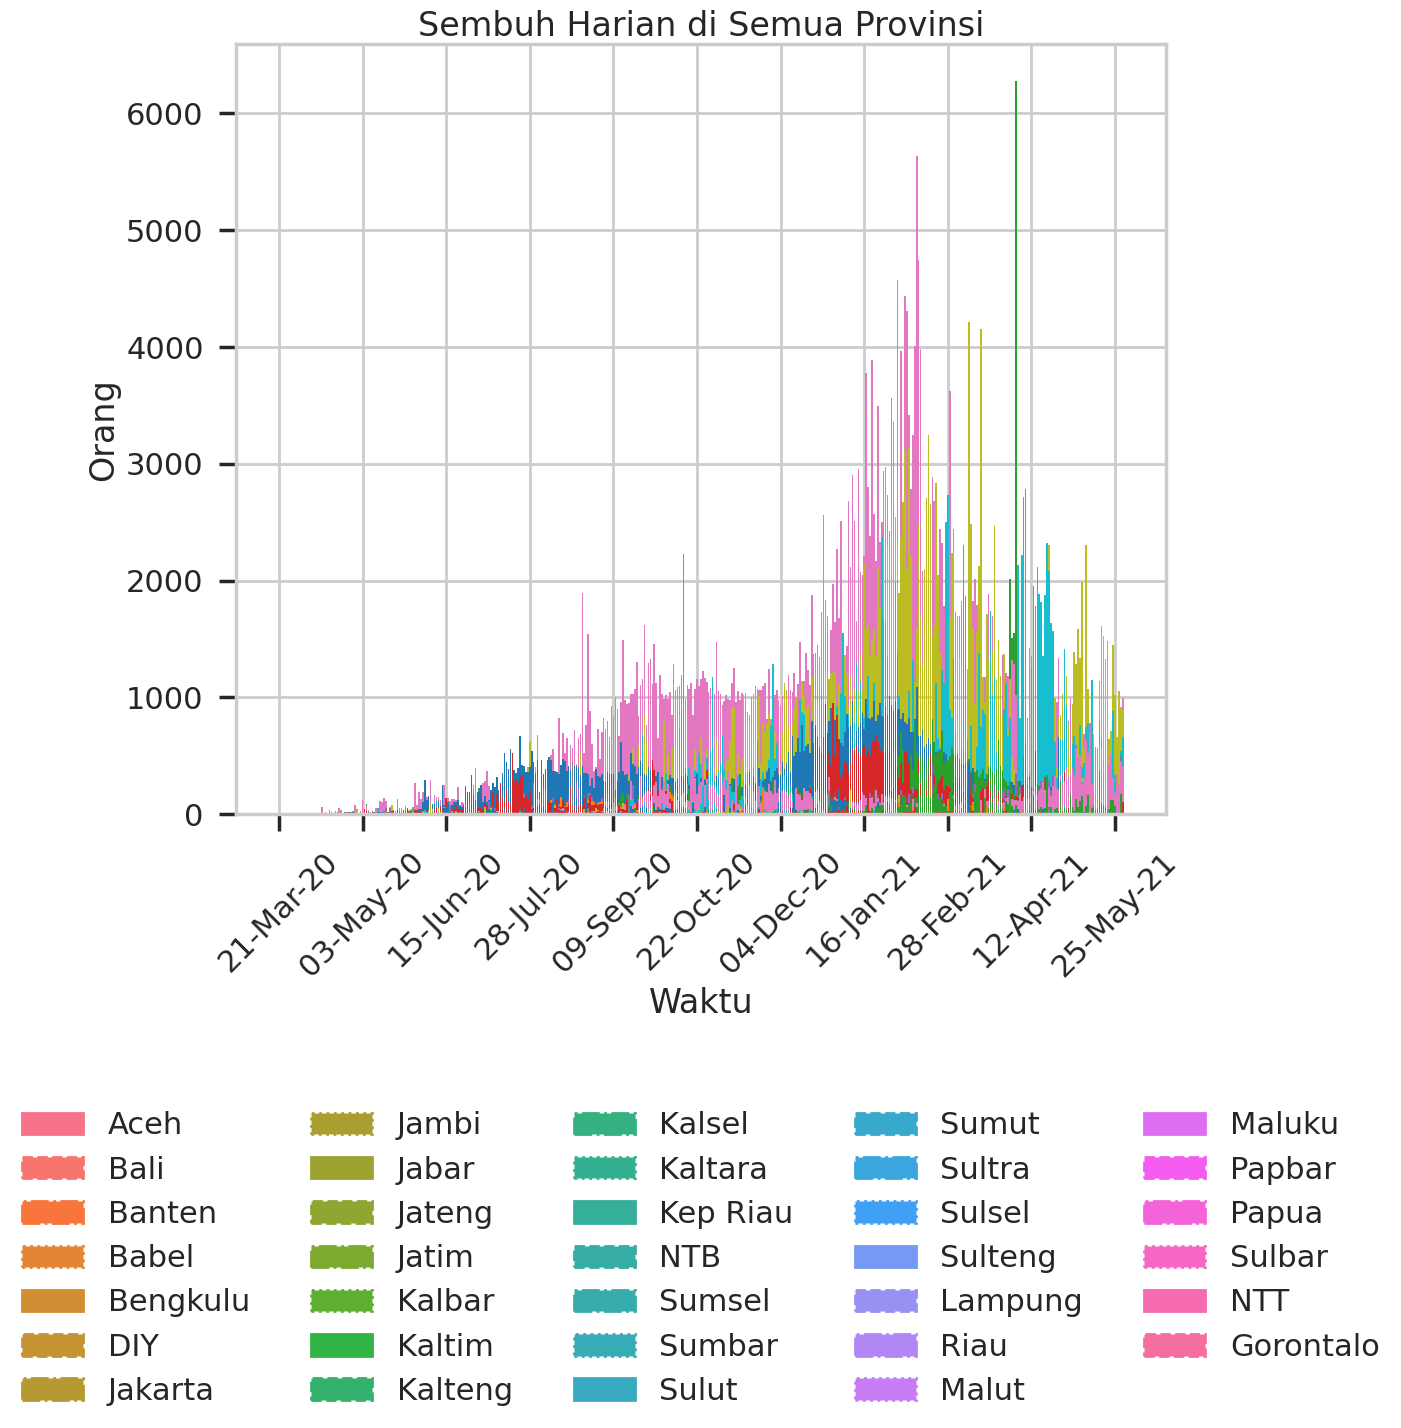 Sembuh Harian di Semua Provinsi
6000
5000
4000
3000
2000
1000
0
Orang
21-Mar-20
03-May-20
15-Jun-20
28-Jul-20
09-Sep-20
22-Oct-20
04-Dec-20
16-Jan-21
28-Feb-21
12-Apr-21
25-May-21
Waktu
Aceh
Bali
Banten
Babel
Bengkulu
DIY
Jakarta
Jambi
Jabar
Jateng
Jatim
Kalbar
Kaltim
Kalteng
Kalsel
Kaltara
Kep Riau
NTB
Sumsel
Sumbar
Sulut
Sumut
Sultra
Sulsel
Sulteng
Lampung
Riau
Malut
Maluku
Papbar
Papua
Sulbar
NTT
Gorontalo